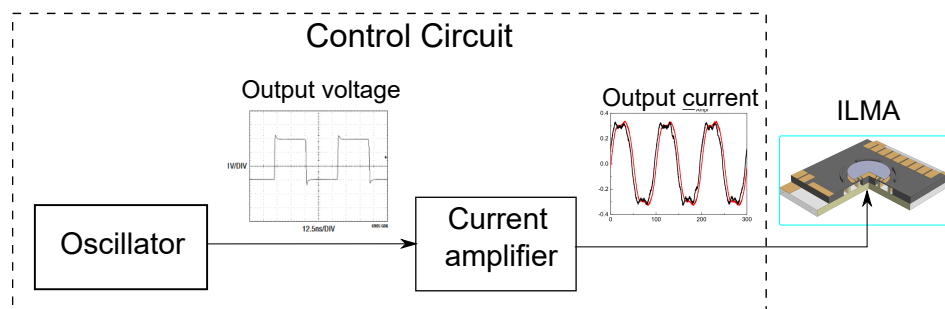 Control Circuit
Output voltage
1V/DIV
12.5ns/DIV
Output current
0.4
0.2
0.0
-0.2
-0.4
0
100
200
300
ILMA
Oscillator
Current
amplifier